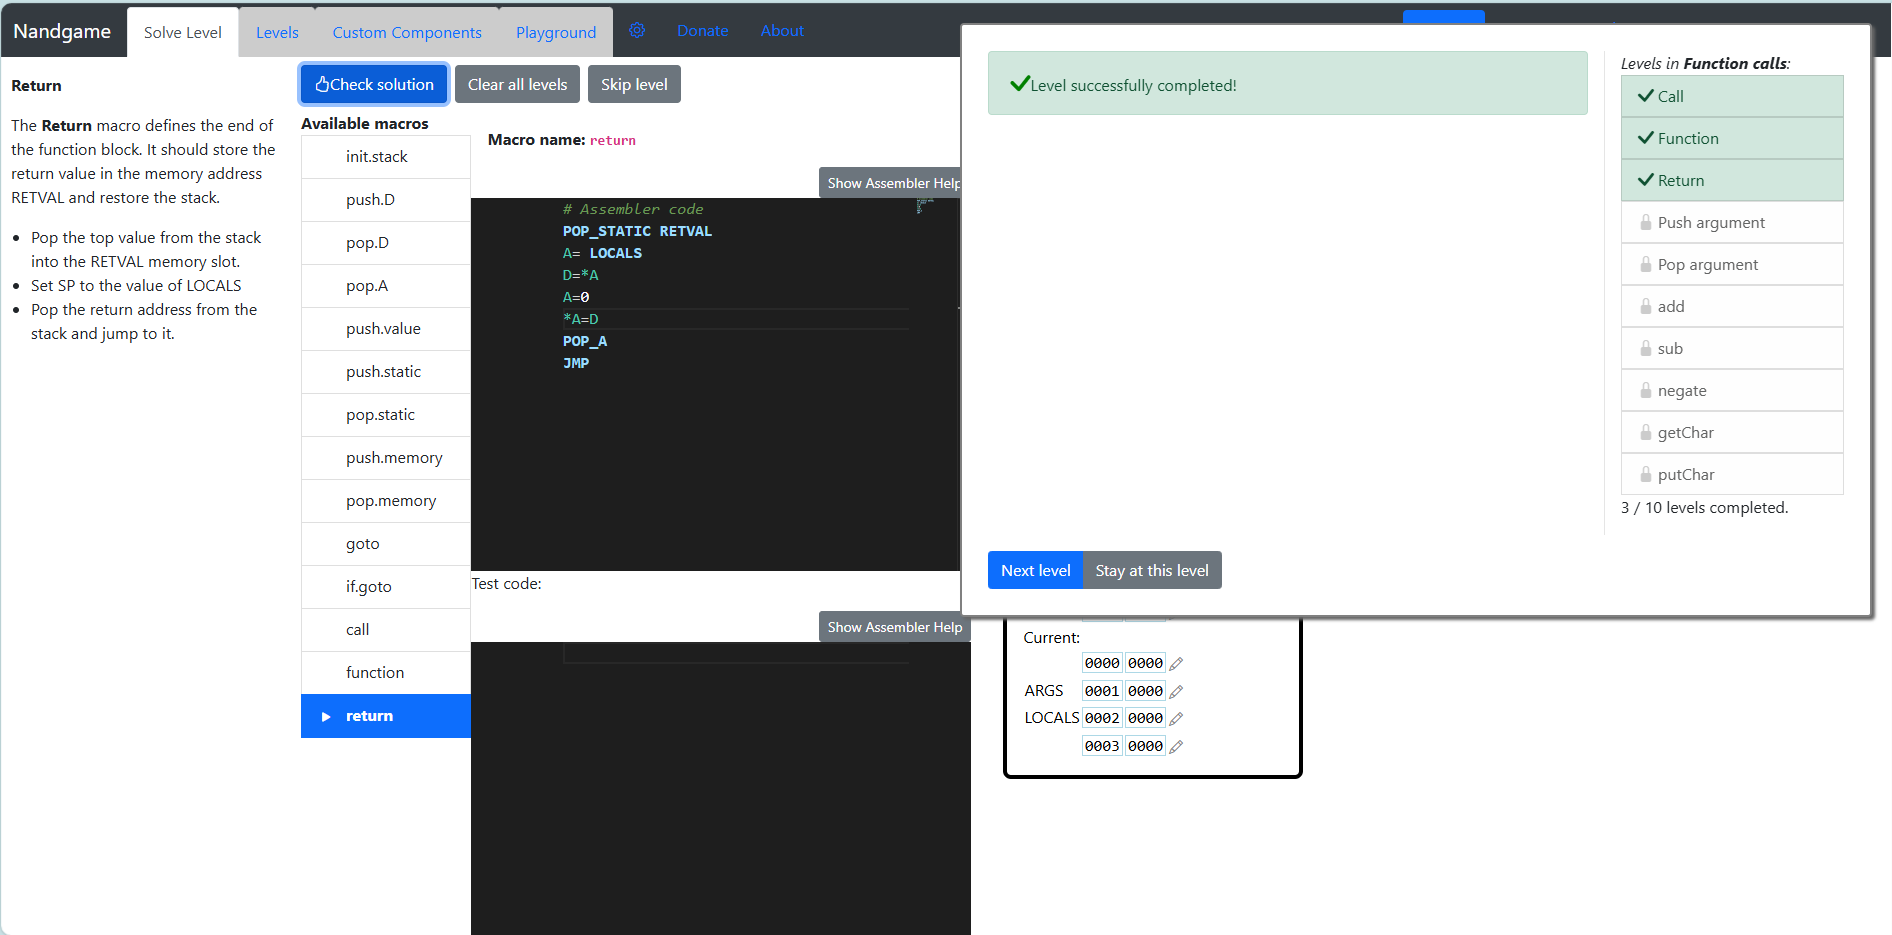 Nandgame
Solve Level
Levels
Custom Components
Playground
Donate
About
Return
The Return macro defines the end of
the function block. It should store the
return value in the memory address
RETVAL and restore the stack.
Pop the top value from the stack
into the RETVAL memory slot.
Set SP to the value of LOCALS
Pop the return address from the
stack and jump to it.
Check solution
Clear all levels
Skip level
Available macros
init.stack
push.D
pop.D
pop.A
push.value
push.static
pop.static
push.memory
pop.memory
goto
if.goto
call
function
return
Macro name: return
Show Assembler Help
# Assembler code
POP_STATIC RETVAL
A= LOCALS
D=*A
A=0
*A=D
POP_A
JMP
Test code:
Show Assembler Help
Level successfully completed!
Next level
Stay at this level
Levels in Function calls:
Call
Function
Return
Push argument
Pop argument
add
sub
negate
getChar
putChar
3 / 10 levels completed.
Current:
0000 0000
ARGS 0001 0000
LOCALS 0002 0000
0003 0000